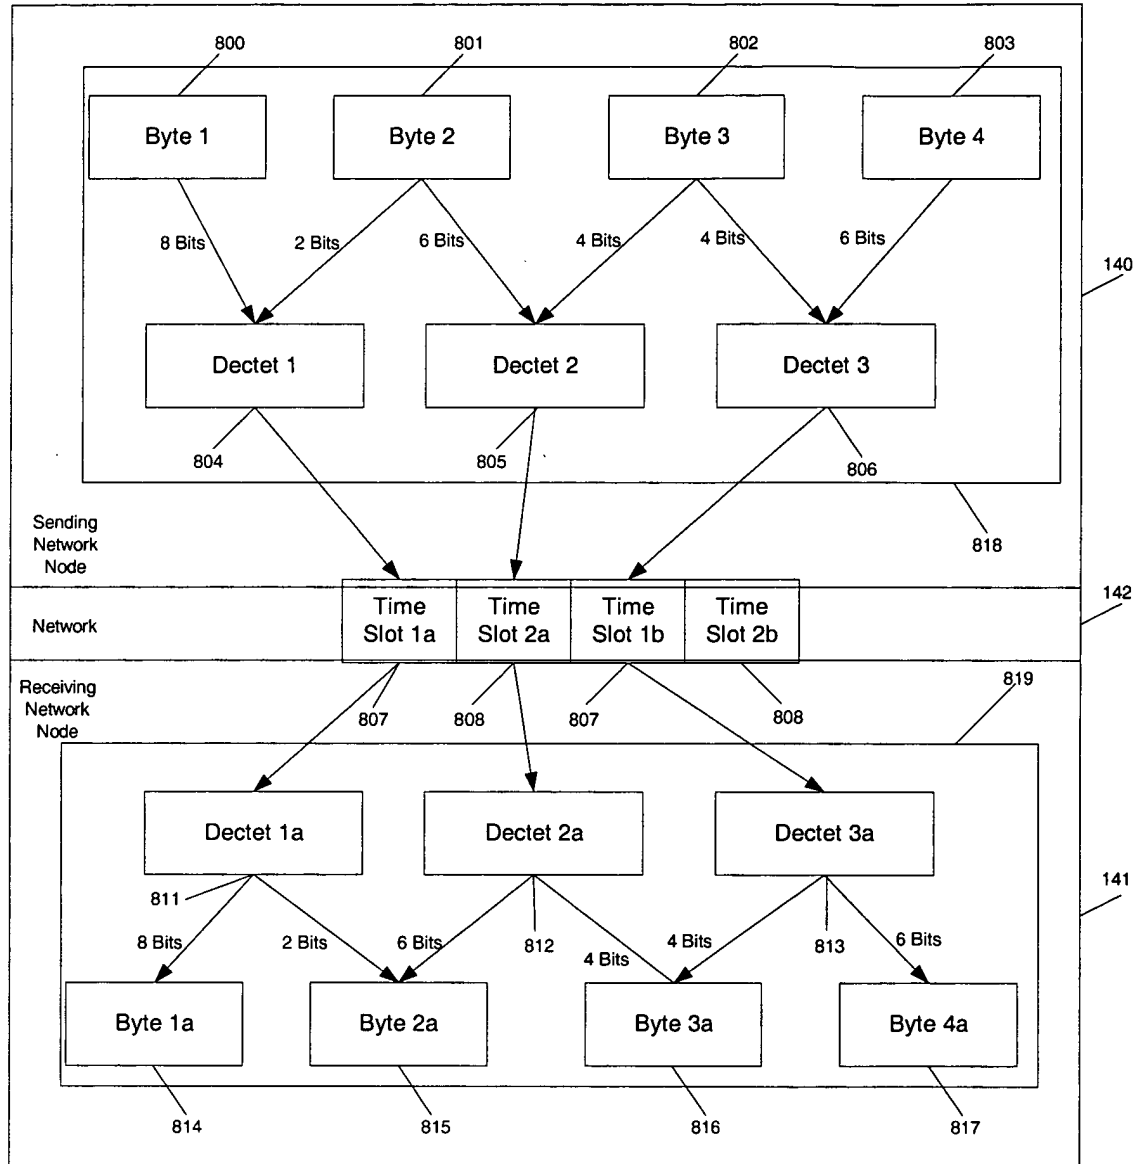 800
801
802
803
Byte 1
Byte 2
Byte 3
Byte 4
8 Bits
2 Bits
6 Bits
4 Bits
4 Bits
6 Bits
140
Dectet 1
Dectet 2
Dectet 3
804
805
806
818
Sending
Network
Node
142
Network
Time
Slot 1a
Time
Slot 2a
Time
Slot 1b
Time
Slot 2b
819
Receiving
Network
Node
807
808
807
808
Dectet 1a
Dectet 2a
Dectet 3a
141
811
812
813
8 Bits
2 Bits
6 Bits
4 Bits
4 Bits
6 Bits
Byte 1a
Byte 2a
Byte 3a
Byte 4a
814
815
816
817